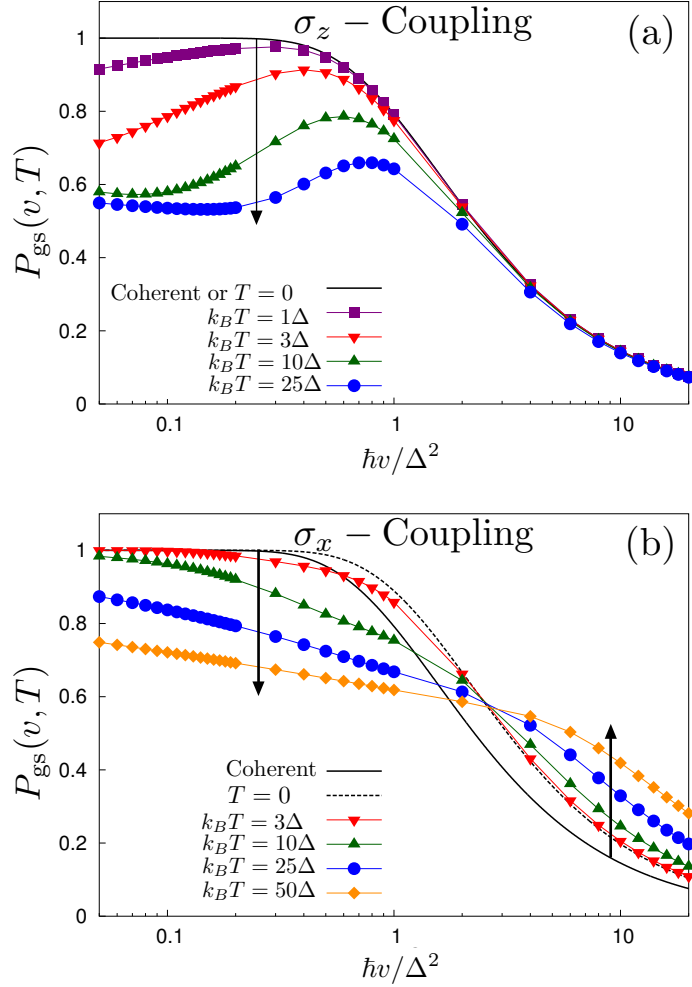 σ_z − Coupling
(a)
P_gs(v, T)
1
0.8
0.6
0.4
0.2
0
Coherent or T = 0
k_BT = 1Δ
k_BT = 3Δ
k_BT = 10Δ
k_BT = 25Δ
0.1 1 10
ħv/Δ²
σ_x − Coupling
(b)
P_gs(v, T)
1
0.8
0.6
0.4
0.2
0
Coherent
T = 0
k_BT = 3Δ
k_BT = 10Δ
k_BT = 25Δ
k_BT = 50Δ
0.1 1 10
ħv/Δ²